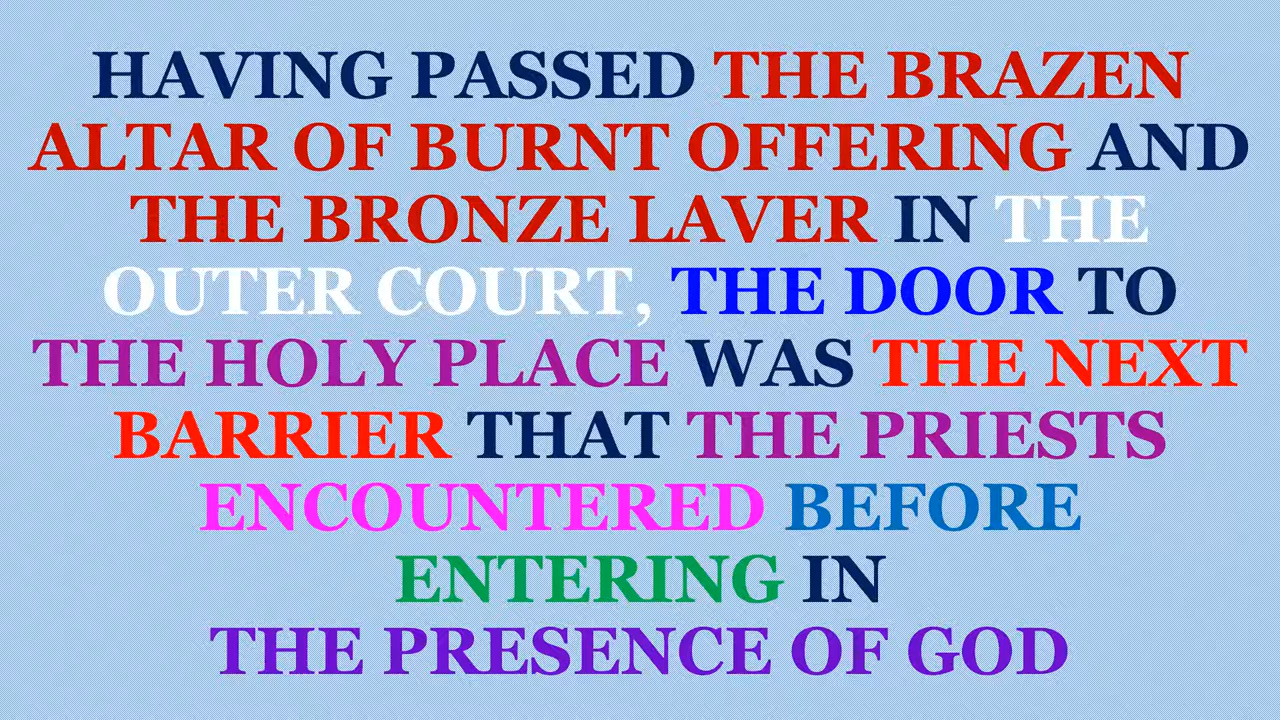 HAVING PASSED THE BRAZEN
ALTAR OF BURNT OFFERING AND
THE BRONZE LAVER IN THE
OUTER COURT, THE DOOR TO
THE HOLY PLACE WAS THE NEXT
BARRIER THAT THE PRIESTS
ENCOUNTERED BEFORE
ENTERING IN
THE PRESENCE OF GOD